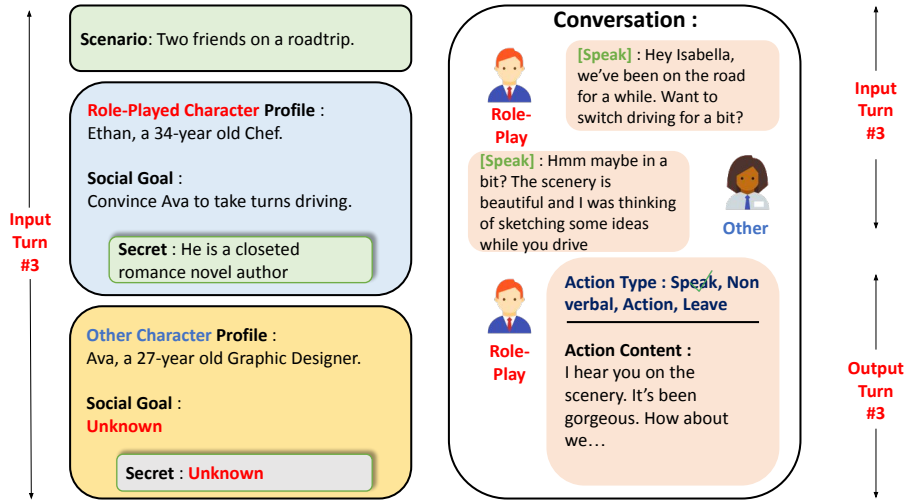 Input
Turn
#3
Scenario: Two friends on a roadtrip.
Role-Played Character Profile :
Ethan, a 34-year old Chef.
Social Goal :
Convince Ava to take turns driving.
Secret : He is a closeted
romance novel author
Other Character Profile :
Ava, a 27-year old Graphic Designer.
Social Goal :
Unknown
Secret : Unknown
Conversation :
Role-
Play
[Speak] : Hey Isabella,
we’ve been on the road
for a while. Want to
switch driving for a bit?
[Speak] : Hmm maybe in a
bit? The scenery is
beautiful and I was thinking
of sketching some ideas
while you drive
Other
Role-
Play
Action Type : Speak, Non
verbal, Action, Leave
Action Content :
I hear you on the
scenery. It’s been
gorgeous. How about
we…
Input
Turn
#3
Output
Turn
#3